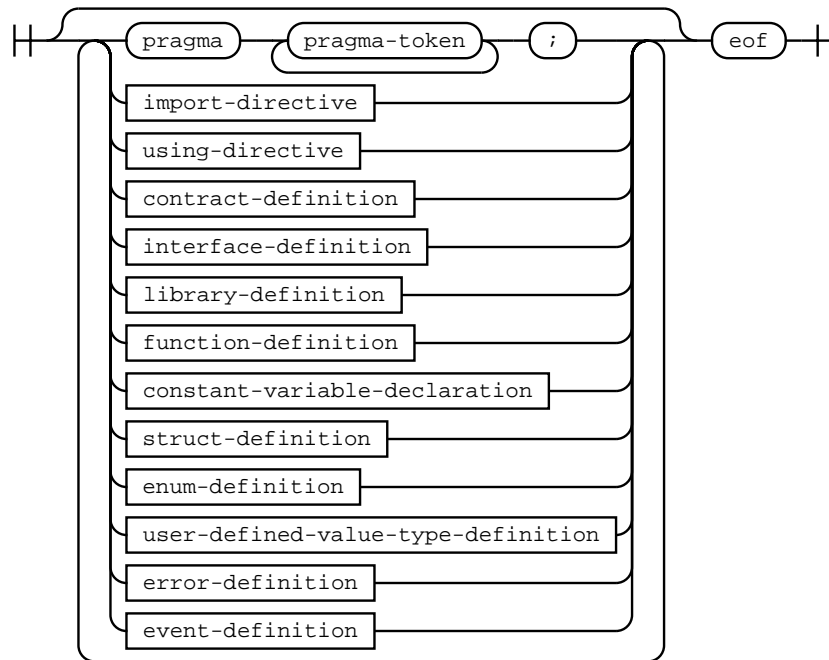 pragma pragma-token ; eof
import-directive
using-directive
contract-definition
interface-definition
library-definition
function-definition
constant-variable-declaration
struct-definition
enum-definition
user-defined-value-type-definition
error-definition
event-definition